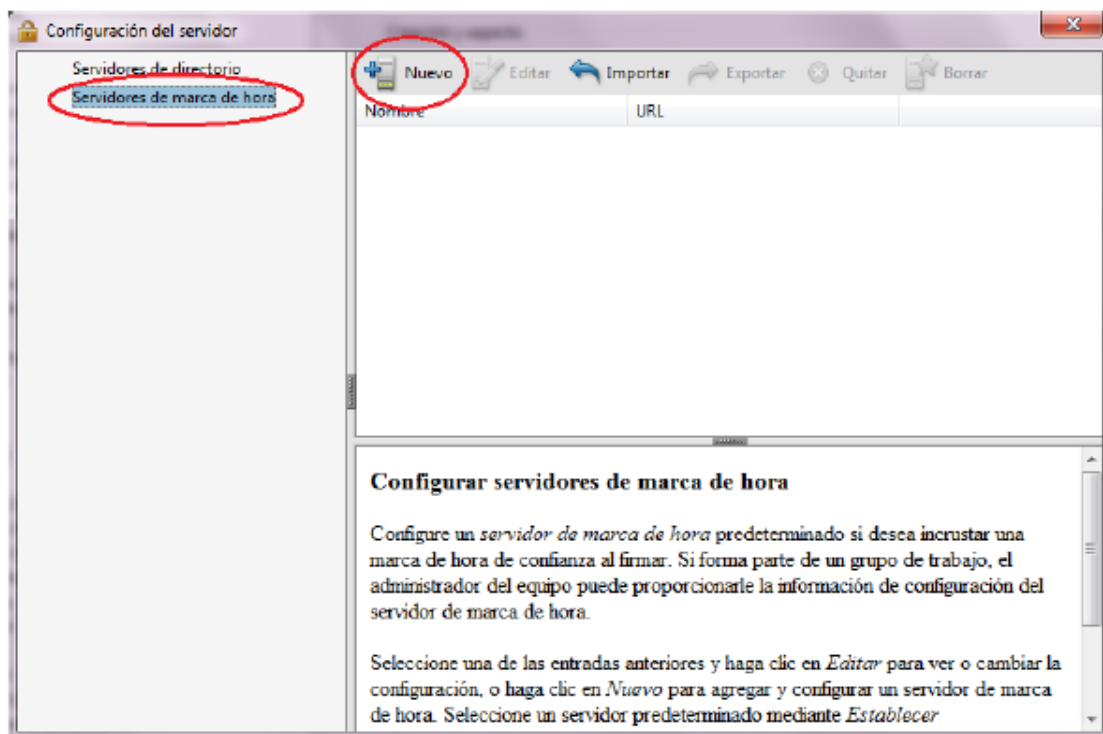 Configuración del servidor
Servidores de directorio
Servidores de marca de hora
Nuevo Editar Importar Exportar Quitar Borrar
Nombre URL
Configurar servidores de marca de hora
Configure un servidor de marca de hora predeterminado si desea incrustar una
marca de hora de confianza al firmar. Si forma parte de un grupo de trabajo, el
administrador del equipo puede proporcionarle la información de configuración del
servidor de marca de hora.
Seleccione una de las entradas anteriores y haga clic en Editar para ver o cambiar la
configuración, o haga clic en Nuevo para agregar y configurar un servidor de marca
de hora. Seleccione un servidor predeterminado mediante Establecer